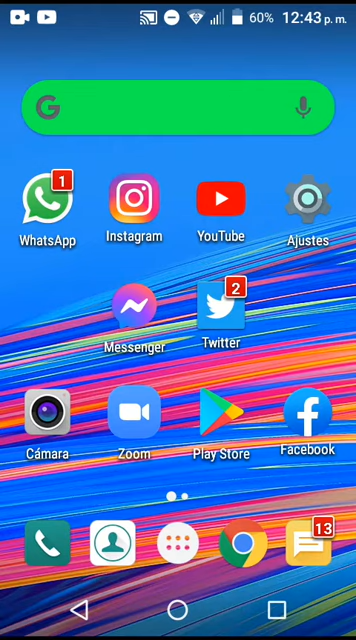 60% 12:43 p. m.
1
WhatsApp Instagram YouTube Ajustes
2
Messenger Twitter
Cámara Zoom Play Store Facebook
13